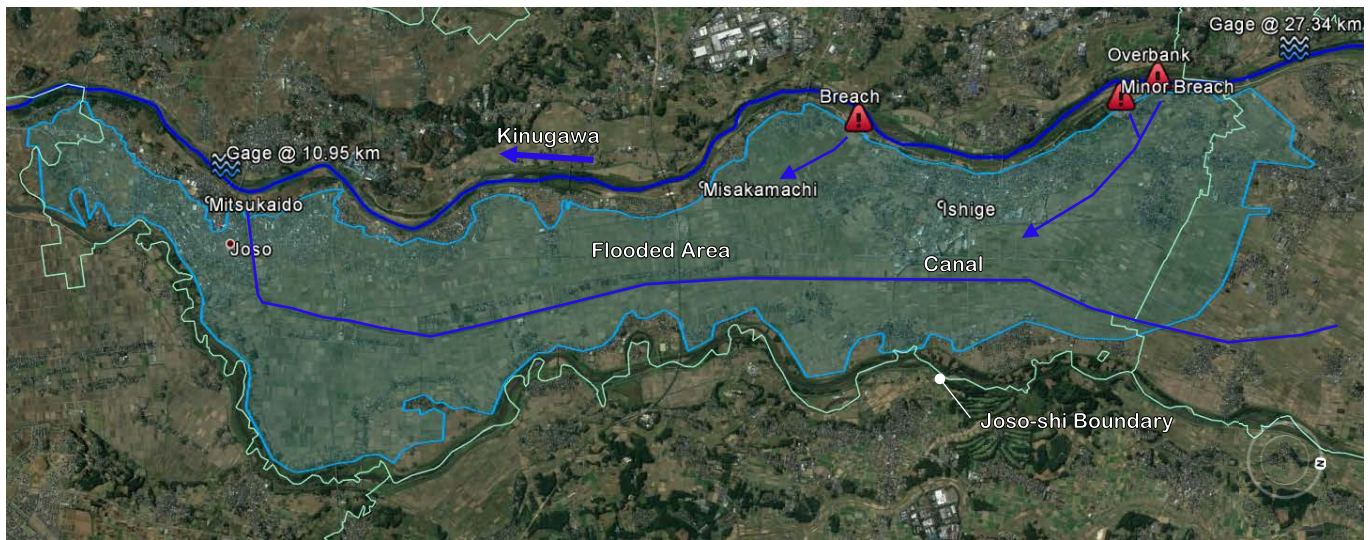 Gage @ 27.34 km
Overbank
Minor Breach
Breach
Kinugawa
Gage @ 10.95 km
Misakamachi
Mitsukaido
Ishige
Joso
Flooded Area
Canal
Joso-shi Boundary
N